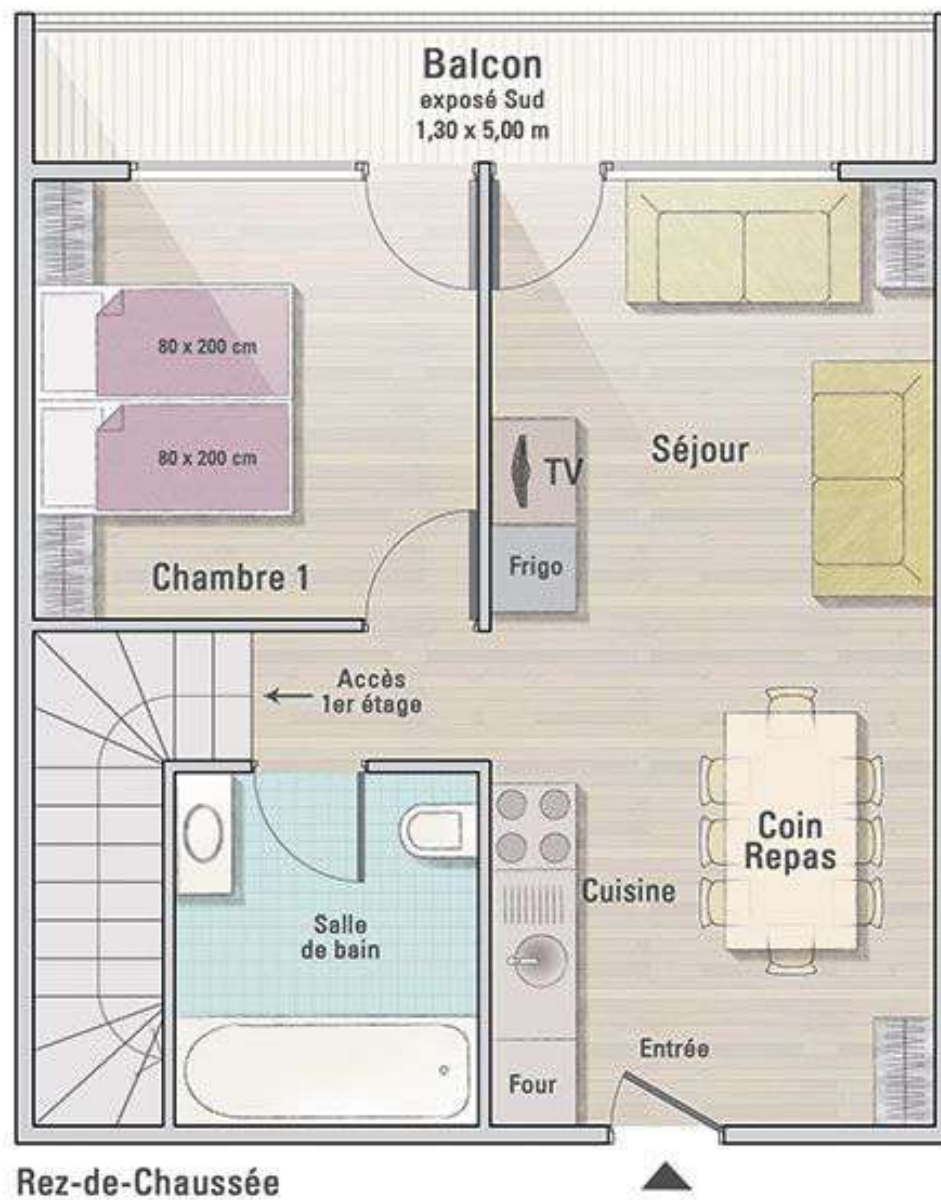 Balcon
exposé Sud
1,30 x 5,00 m
80 x 200 cm
80 x 200 cm
Chambre 1
TV
Séjour
Frigo
Accès
1er étage
Coin
Repas
Cuisine
Salle
de bain
Entrée
Four
Rez-de-Chaussée